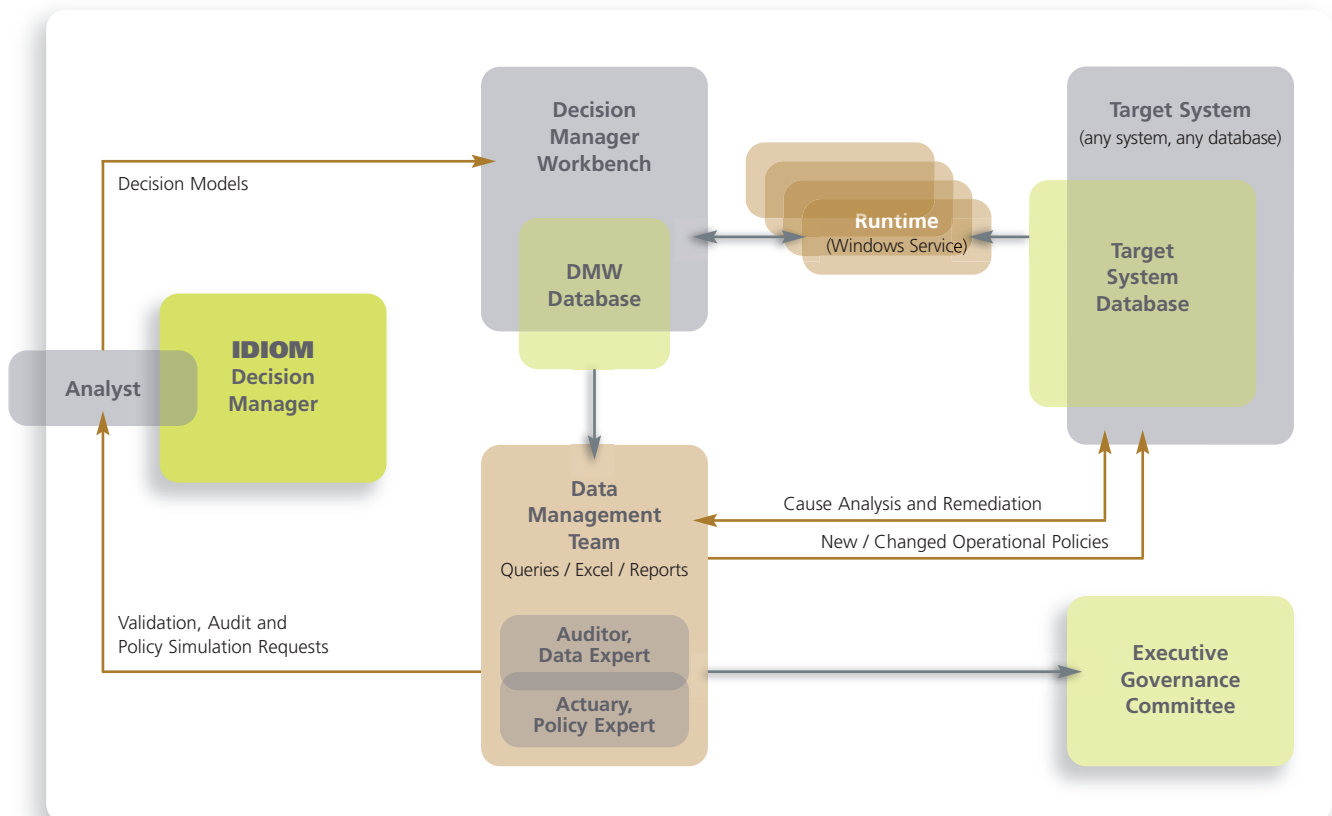 Decision
Manager
Workbench
Target System
(any system, any database)
Decision Models
Runtime
(Windows Service)
DMW
Database
Target
System
Database
IDIOM
Decision
Manager
Analyst
Data
Management
Team
Queries / Excel / Reports
Cause Analysis and Remediation
New / Changed Operational Policies
Validation, Audit and
Policy Simulation Requests
Auditor,
Data Expert
Actuary,
Policy Expert
Executive
Governance
Committee